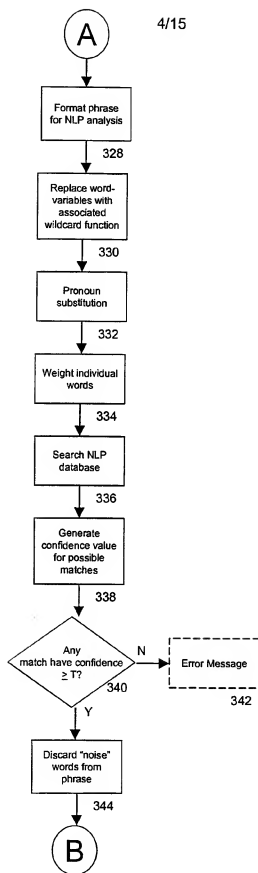 4/15
A
Format phrase
for NLP analysis
328
Replace word-
variables with
associated
wildcard function
330
Pronoun
substitution
332
Weight individual
words
334
Search NLP
database
336
Generate
confidence value
for possible
matches
338
Any
match have confidence
≥ T?
340
N
Error Message
342
Y
Discard "noise"
words from
phrase
344
B